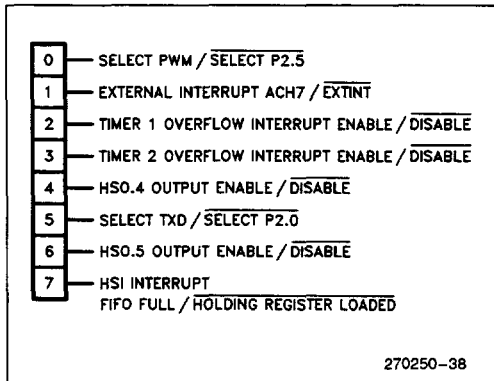 0 SELECT PWM / SELECT P2.5
1 EXTERNAL INTERRUPT ACH7 / EXTINT
2 TIMER 1 OVERFLOW INTERRUPT ENABLE / DISABLE
3 TIMER 2 OVERFLOW INTERRUPT ENABLE / DISABLE
4 HSO.4 OUTPUT ENABLE / DISABLE
5 SELECT TXD / SELECT P2.0
6 HSO.5 OUTPUT ENABLE / DISABLE
7 HSI INTERRUPT
FIFO FULL / HOLDING REGISTER LOADED
270250-38